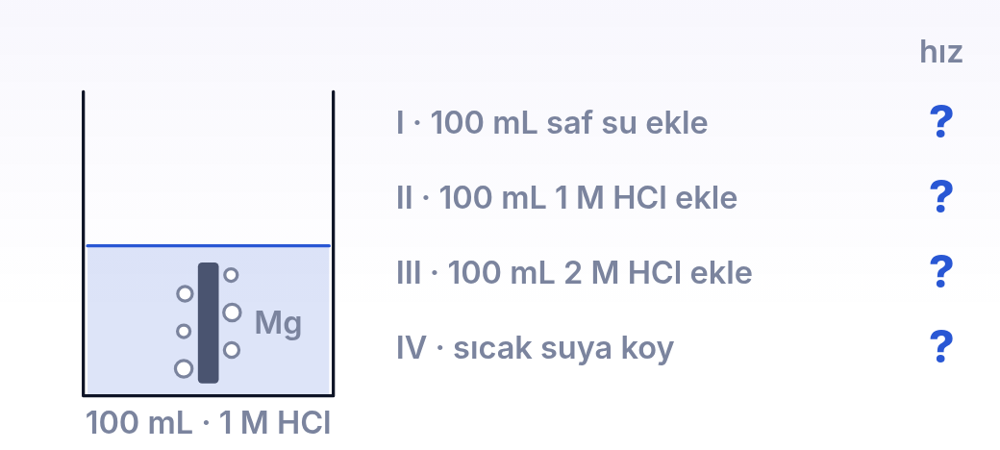 hız
I · 100 mL saf su ekle ?
II · 100 mL 1 M HCl ekle ?
III · 100 mL 2 M HCl ekle ?
Mg
IV · sıcak suya koy ?
100 mL · 1 M HCl